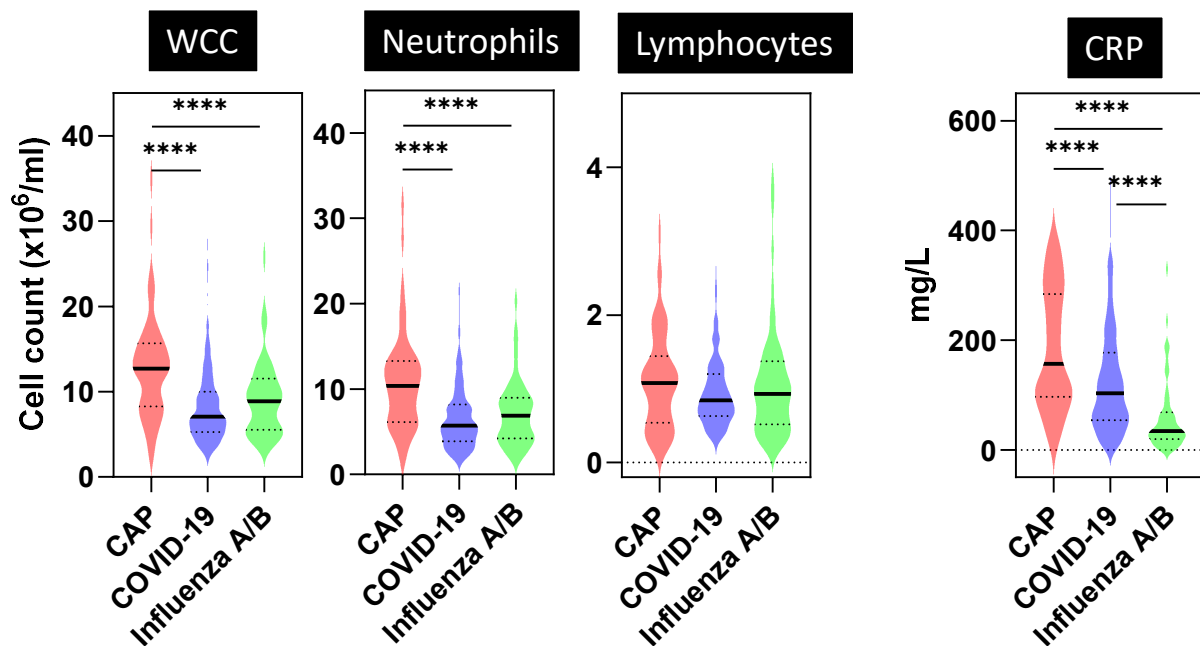 WCC
Neutrophils
Lymphocytes
CRP
Cell count (x10⁶/ml)
40
30
20
10
0
****
****
CAP
COVID-19
Influenza A/B
40
30
20
10
0
****
****
CAP
COVID-19
Influenza A/B
4
2
0
CAP
COVID-19
Influenza A/B
mg/L
600
400
200
0
****
****
****
CAP
COVID-19
Influenza A/B